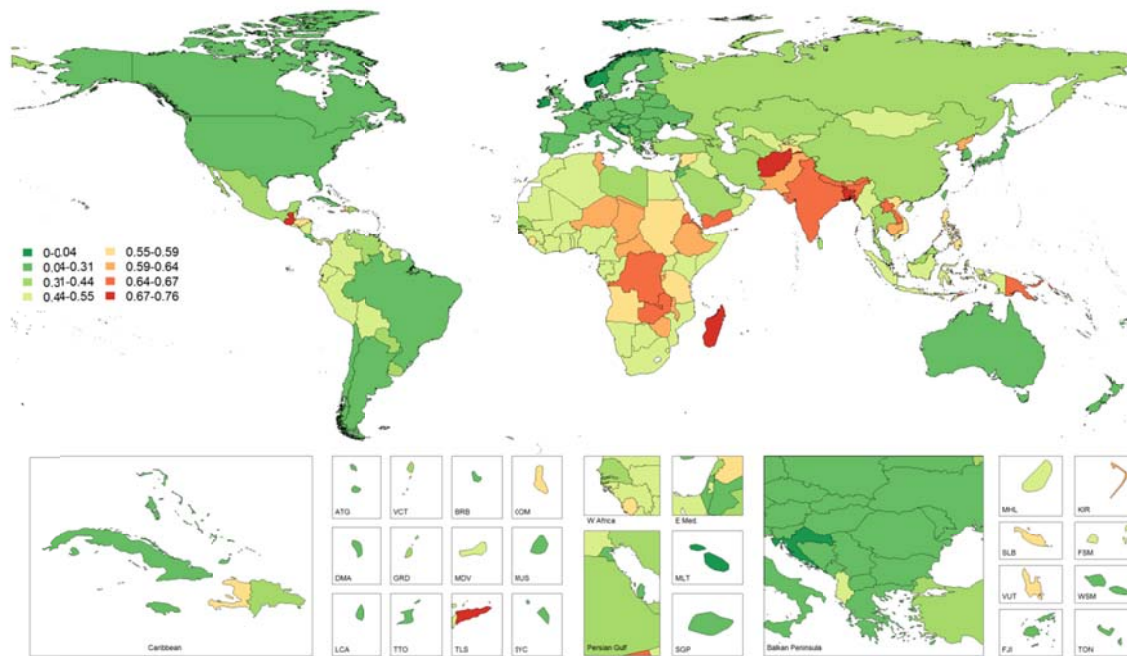 0-0.04
0.04-0.31
0.31-0.44
0.44-0.55
0.55-0.59
0.59-0.64
0.64-0.67
0.67-0.76
Caribbean
ATG
VCT
BRB
COM
DMA
GRD
MDV
MUS
LCA
TTO
TLS
SYC
W Africa
E Med.
Persian Gulf
MLT
SGP
Balkan Peninsula
MHL
KIR
SLB
FSM
VUT
WSM
FJI
TON